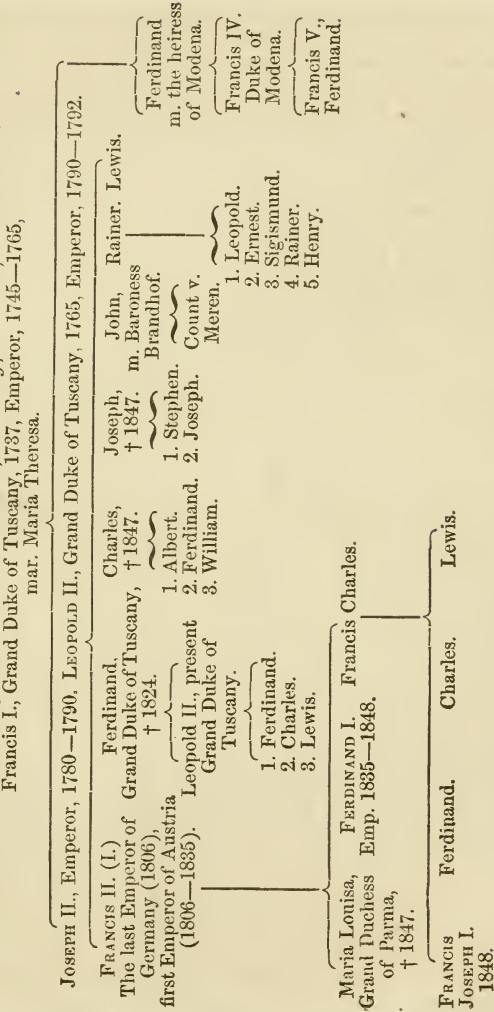 Francis I., Grand Duke of Tuscany, 1737, Emperor, 1745—1765,
mar. Maria Theresa.
JOSEPH II., Emperor, 1780—1790. LEOPOLD II., Grand Duke of Tuscany, 1765, Emperor, 1790—1792.
Ferdinand
m. the heiress
of Modena.
Francis IV.
Duke of
Modena.
Francis V.,
Ferdinand.
FRANCIS II. (I.)
The last Emperor of
Germany (1806),
first Emperor of Austria
(1806—1835).
Ferdinand.
Grand Duke of Tuscany,
† 1824.
Leopold II., present
Grand Duke of
Tuscany.
1. Ferdinand.
2. Charles.
3. Lewis.
Charles,
† 1847.
1. Albert.
2. Ferdinand.
3. William.
Joseph,
† 1847.
1. Stephen.
2. Joseph.
John,
m. Baroness
Brandhof.
Count v.
Meren.
Rainer. Lewis.
1. Leopold.
2. Ernest.
3. Sigismund.
4. Rainer.
5. Henry.
Maria Louisa,
Grand Duchess
of Parma,
† 1847.
FERDINAND I.
Emp. 1835—1848.
Francis Charles.
FRANCIS
JOSEPH I.
1848.
Ferdinand.
Charles.
Lewis.